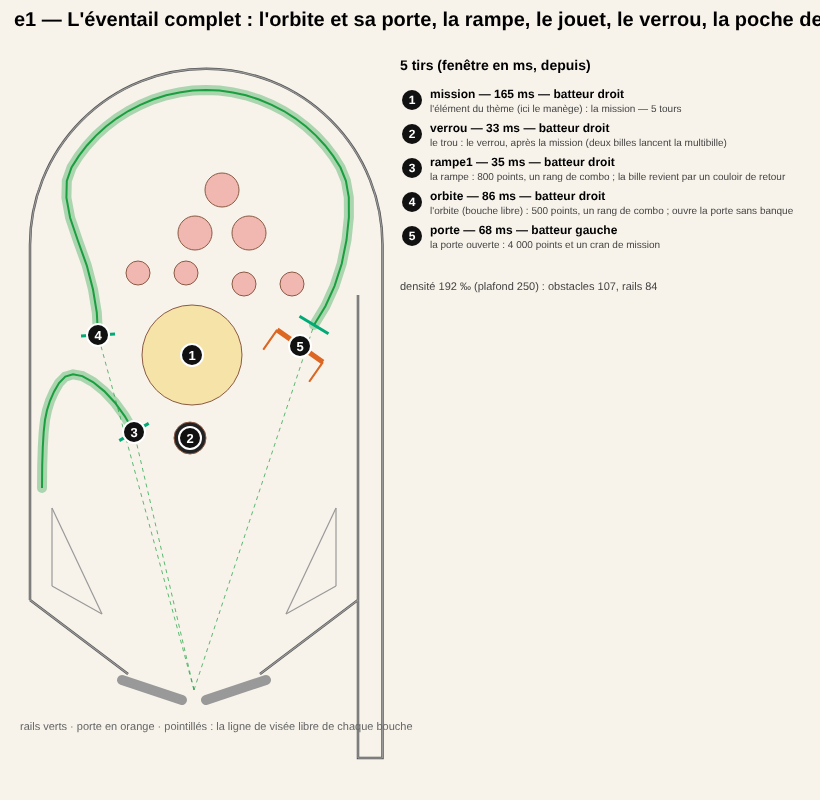 e1 — L'éventail complet : l'orbite et sa porte, la rampe, le jouet, le verrou, la poche de
5 tirs (fenêtre en ms, depuis)
1 mission — 165 ms — batteur droit
l'élément du thème (ici le manège) : la mission — 5 tours
2 verrou — 33 ms — batteur droit
le trou : le verrou, après la mission (deux billes lancent la multibille)
3 rampe1 — 35 ms — batteur droit
la rampe : 800 points, un rang de combo ; la bille revient par un couloir de retour
4 orbite — 86 ms — batteur droit
l'orbite (bouche libre) : 500 points, un rang de combo ; ouvre la porte sans banque
5 porte — 68 ms — batteur gauche
la porte ouverte : 4 000 points et un cran de mission
densité 192 ‰ (plafond 250) : obstacles 107, rails 84
4
1
5
3
2
rails verts · porte en orange · pointillés : la ligne de visée libre de chaque bouche